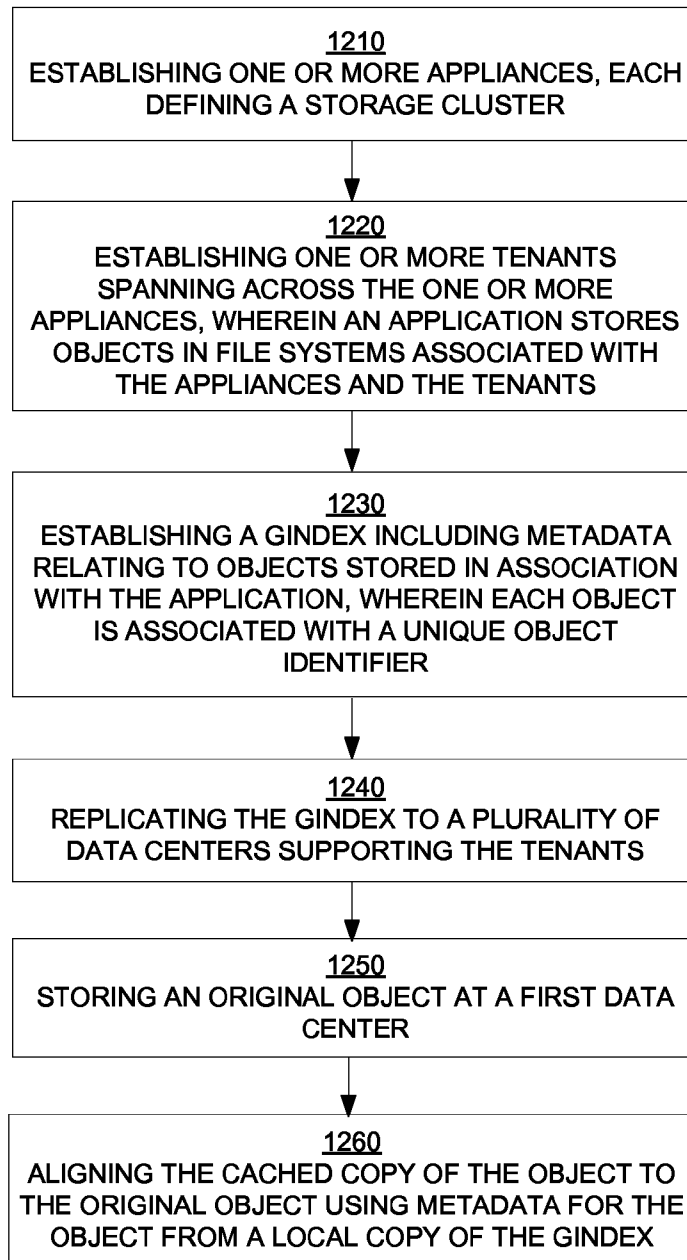 1210
ESTABLISHING ONE OR MORE APPLIANCES, EACH
DEFINING A STORAGE CLUSTER
1220
ESTABLISHING ONE OR MORE TENANTS
SPANNING ACROSS THE ONE OR MORE
APPLIANCES, WHEREIN AN APPLICATION STORES
OBJECTS IN FILE SYSTEMS ASSOCIATED WITH
THE APPLIANCES AND THE TENANTS
1230
ESTABLISHING A GINDEX INCLUDING METADATA
RELATING TO OBJECTS STORED IN ASSOCIATION
WITH THE APPLICATION, WHEREIN EACH OBJECT
IS ASSOCIATED WITH A UNIQUE OBJECT
IDENTIFIER
1240
REPLICATING THE GINDEX TO A PLURALITY OF
DATA CENTERS SUPPORTING THE TENANTS
1250
STORING AN ORIGINAL OBJECT AT A FIRST DATA
CENTER
1260
ALIGNING THE CACHED COPY OF THE OBJECT TO
THE ORIGINAL OBJECT USING METADATA FOR THE
OBJECT FROM A LOCAL COPY OF THE GINDEX